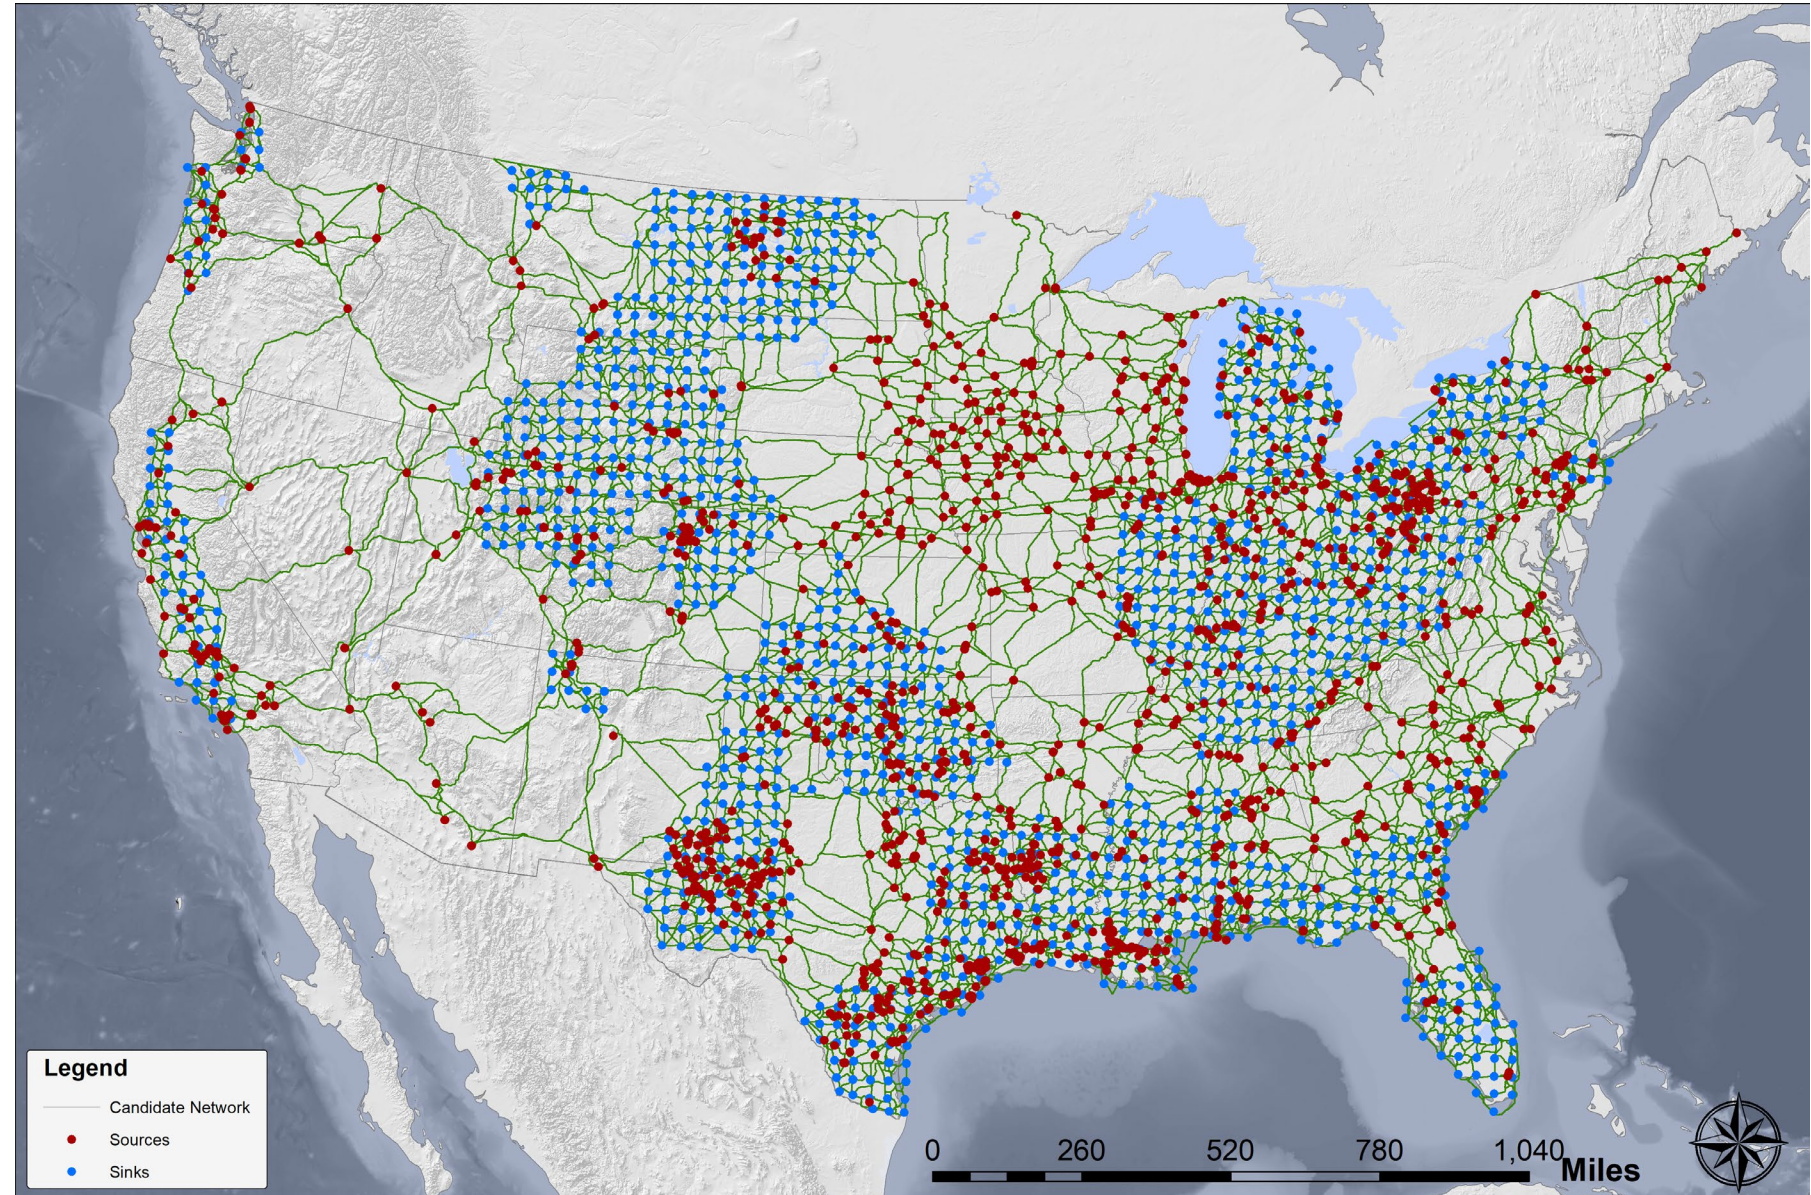 Legend
Candidate Network
Sources
Sinks
0 260 520 780 1,040 Miles